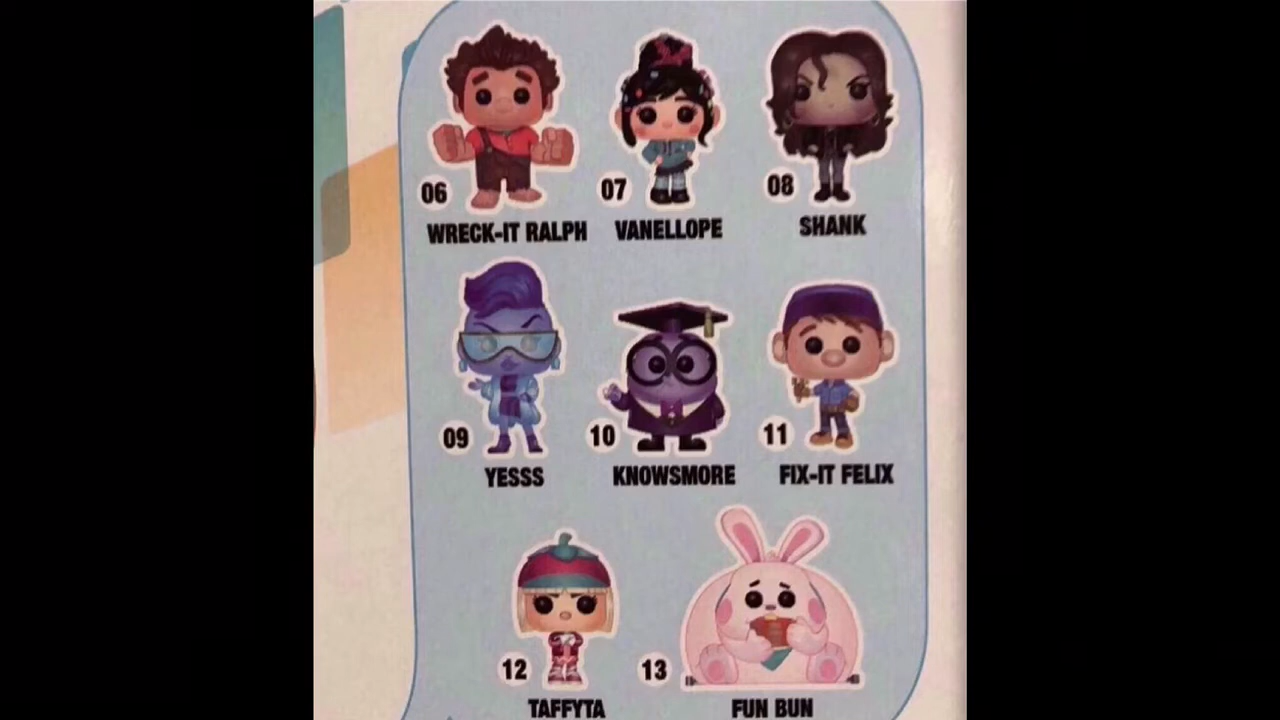 06 07 08
WRECK-IT RALPH VANELLOPE SHANK
09 10 11
YESSS KNOWSMORE FIX-IT FELIX
12 13
TAFFYTA FUN BUN